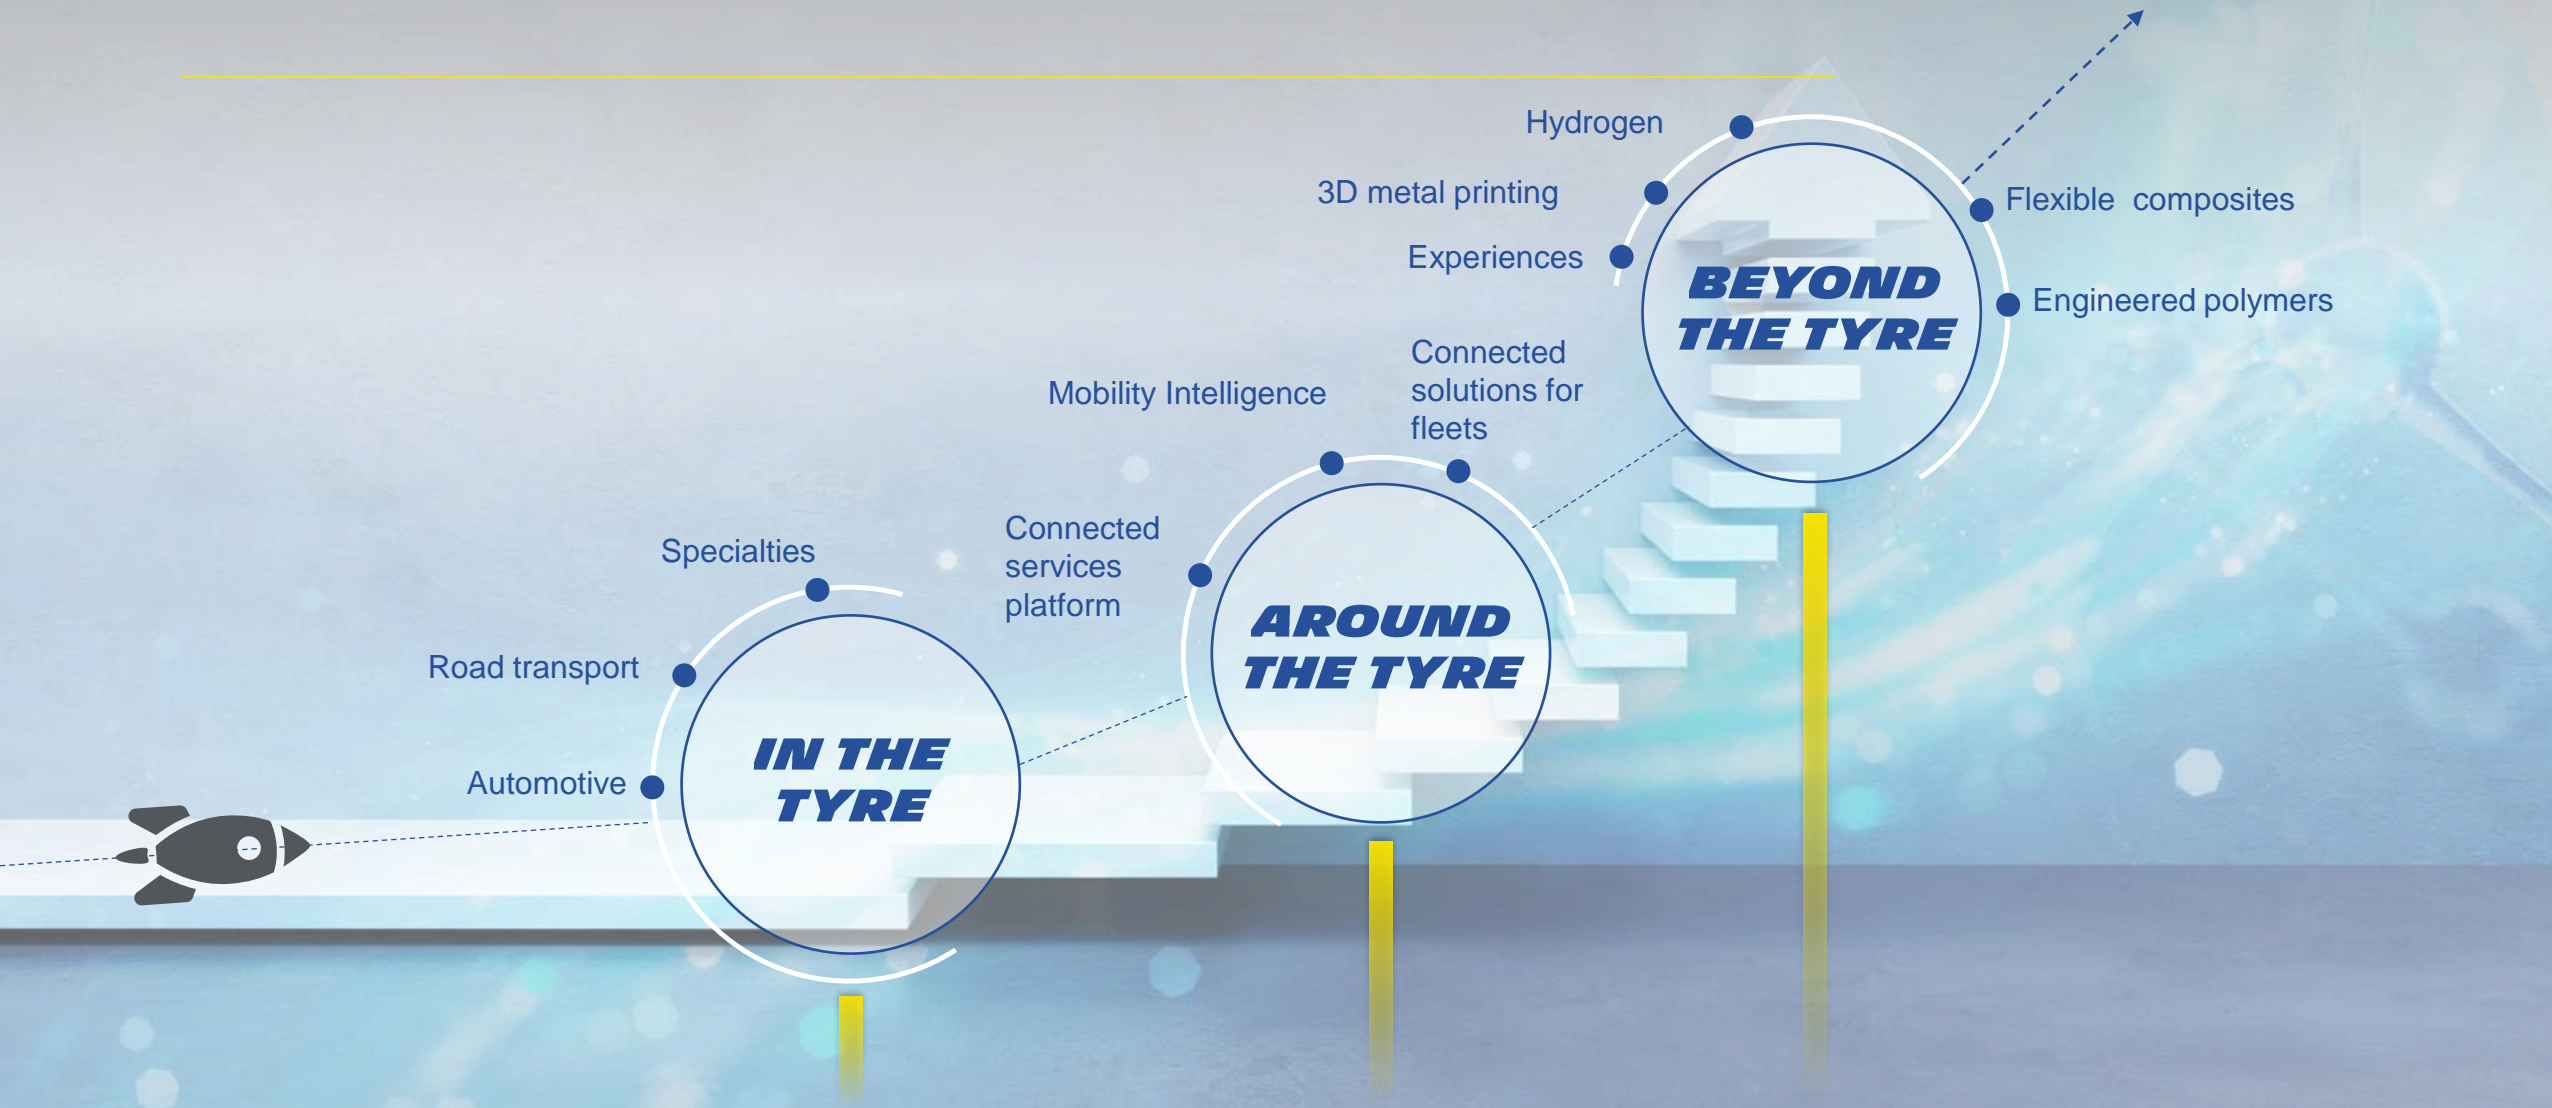 Hydrogen
3D metal printing
Experiences
Flexible  composites
Engineered polymers
BEYOND
THE TYRE
Mobility Intelligence
Connected
solutions for
fleets
Connected
services
platform
AROUND
THE TYRE
Specialties
Road transport
Automotive
IN THE
TYRE